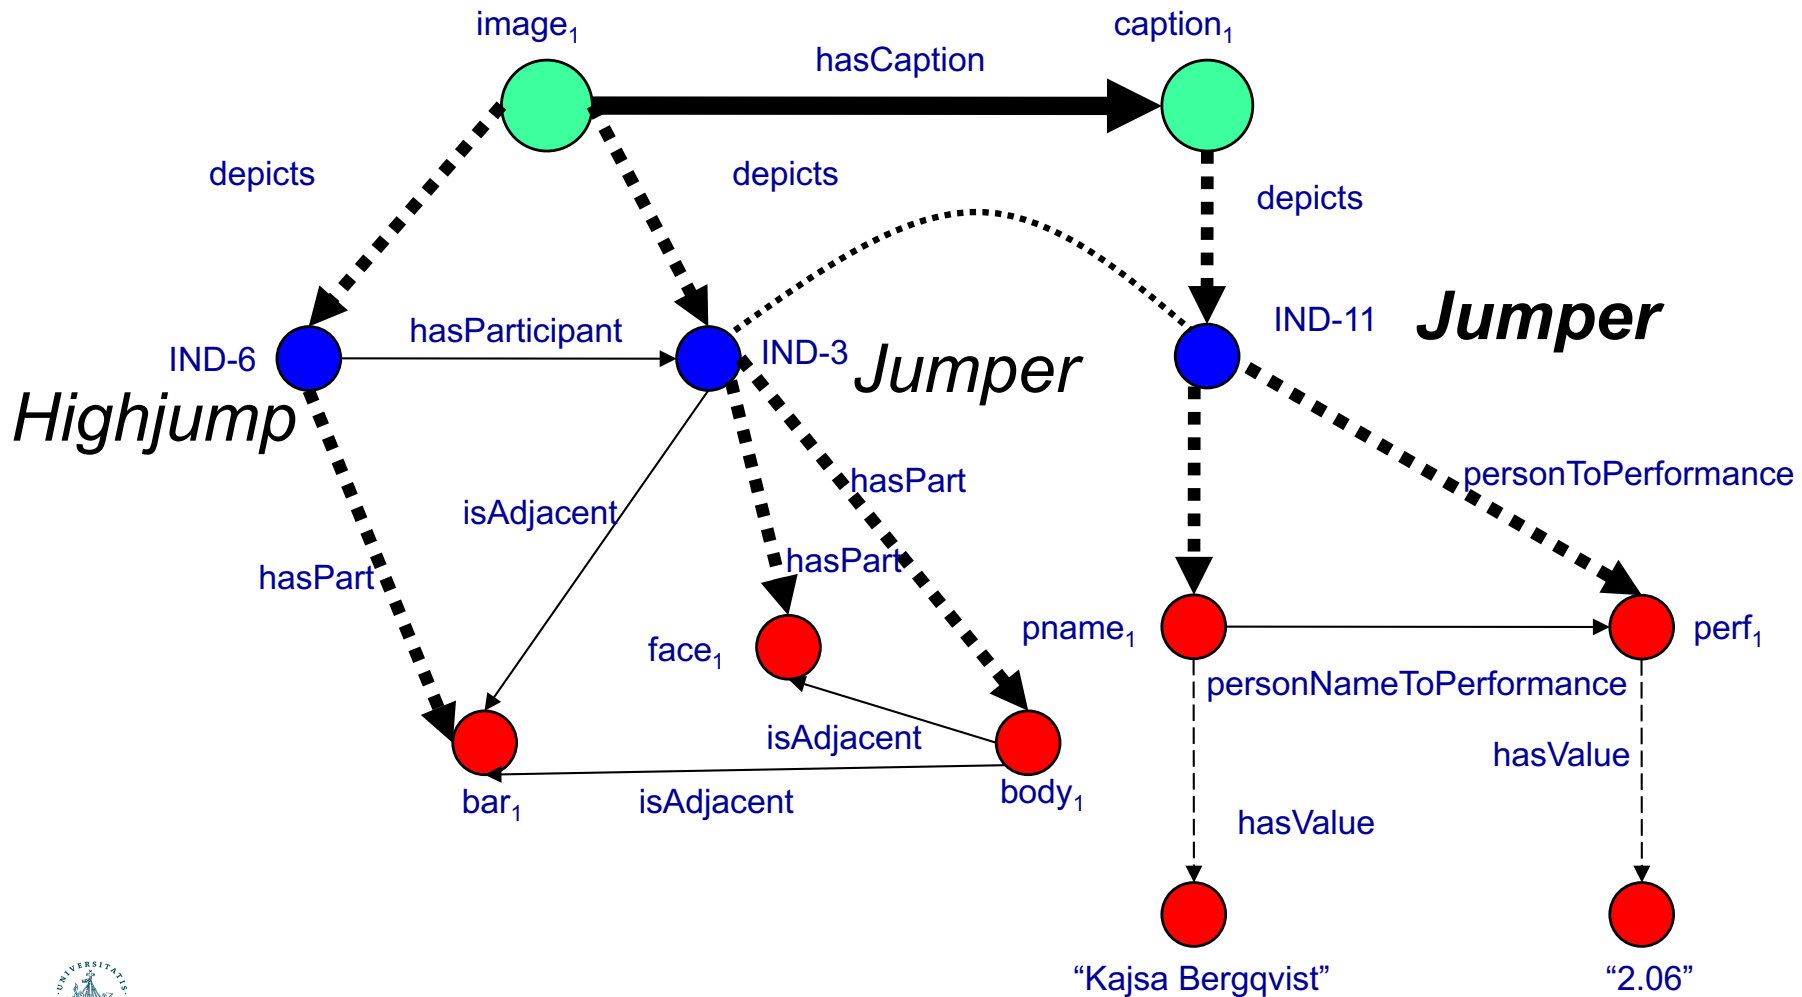 image₁
caption₁
hasCaption
depicts
depicts
depicts
IND-6
hasParticipant
IND-3
Jumper
IND-11
Jumper
Highjump
isAdjacent
hasPart
personToPerformance
hasPart
hasPart
face₁
pname₁
perf₁
personNameToPerformance
isAdjacent
hasValue
bar₁
isAdjacent
body₁
hasValue
“Kajsa Bergqvist”
“2.06”
UNIVERSITATIS